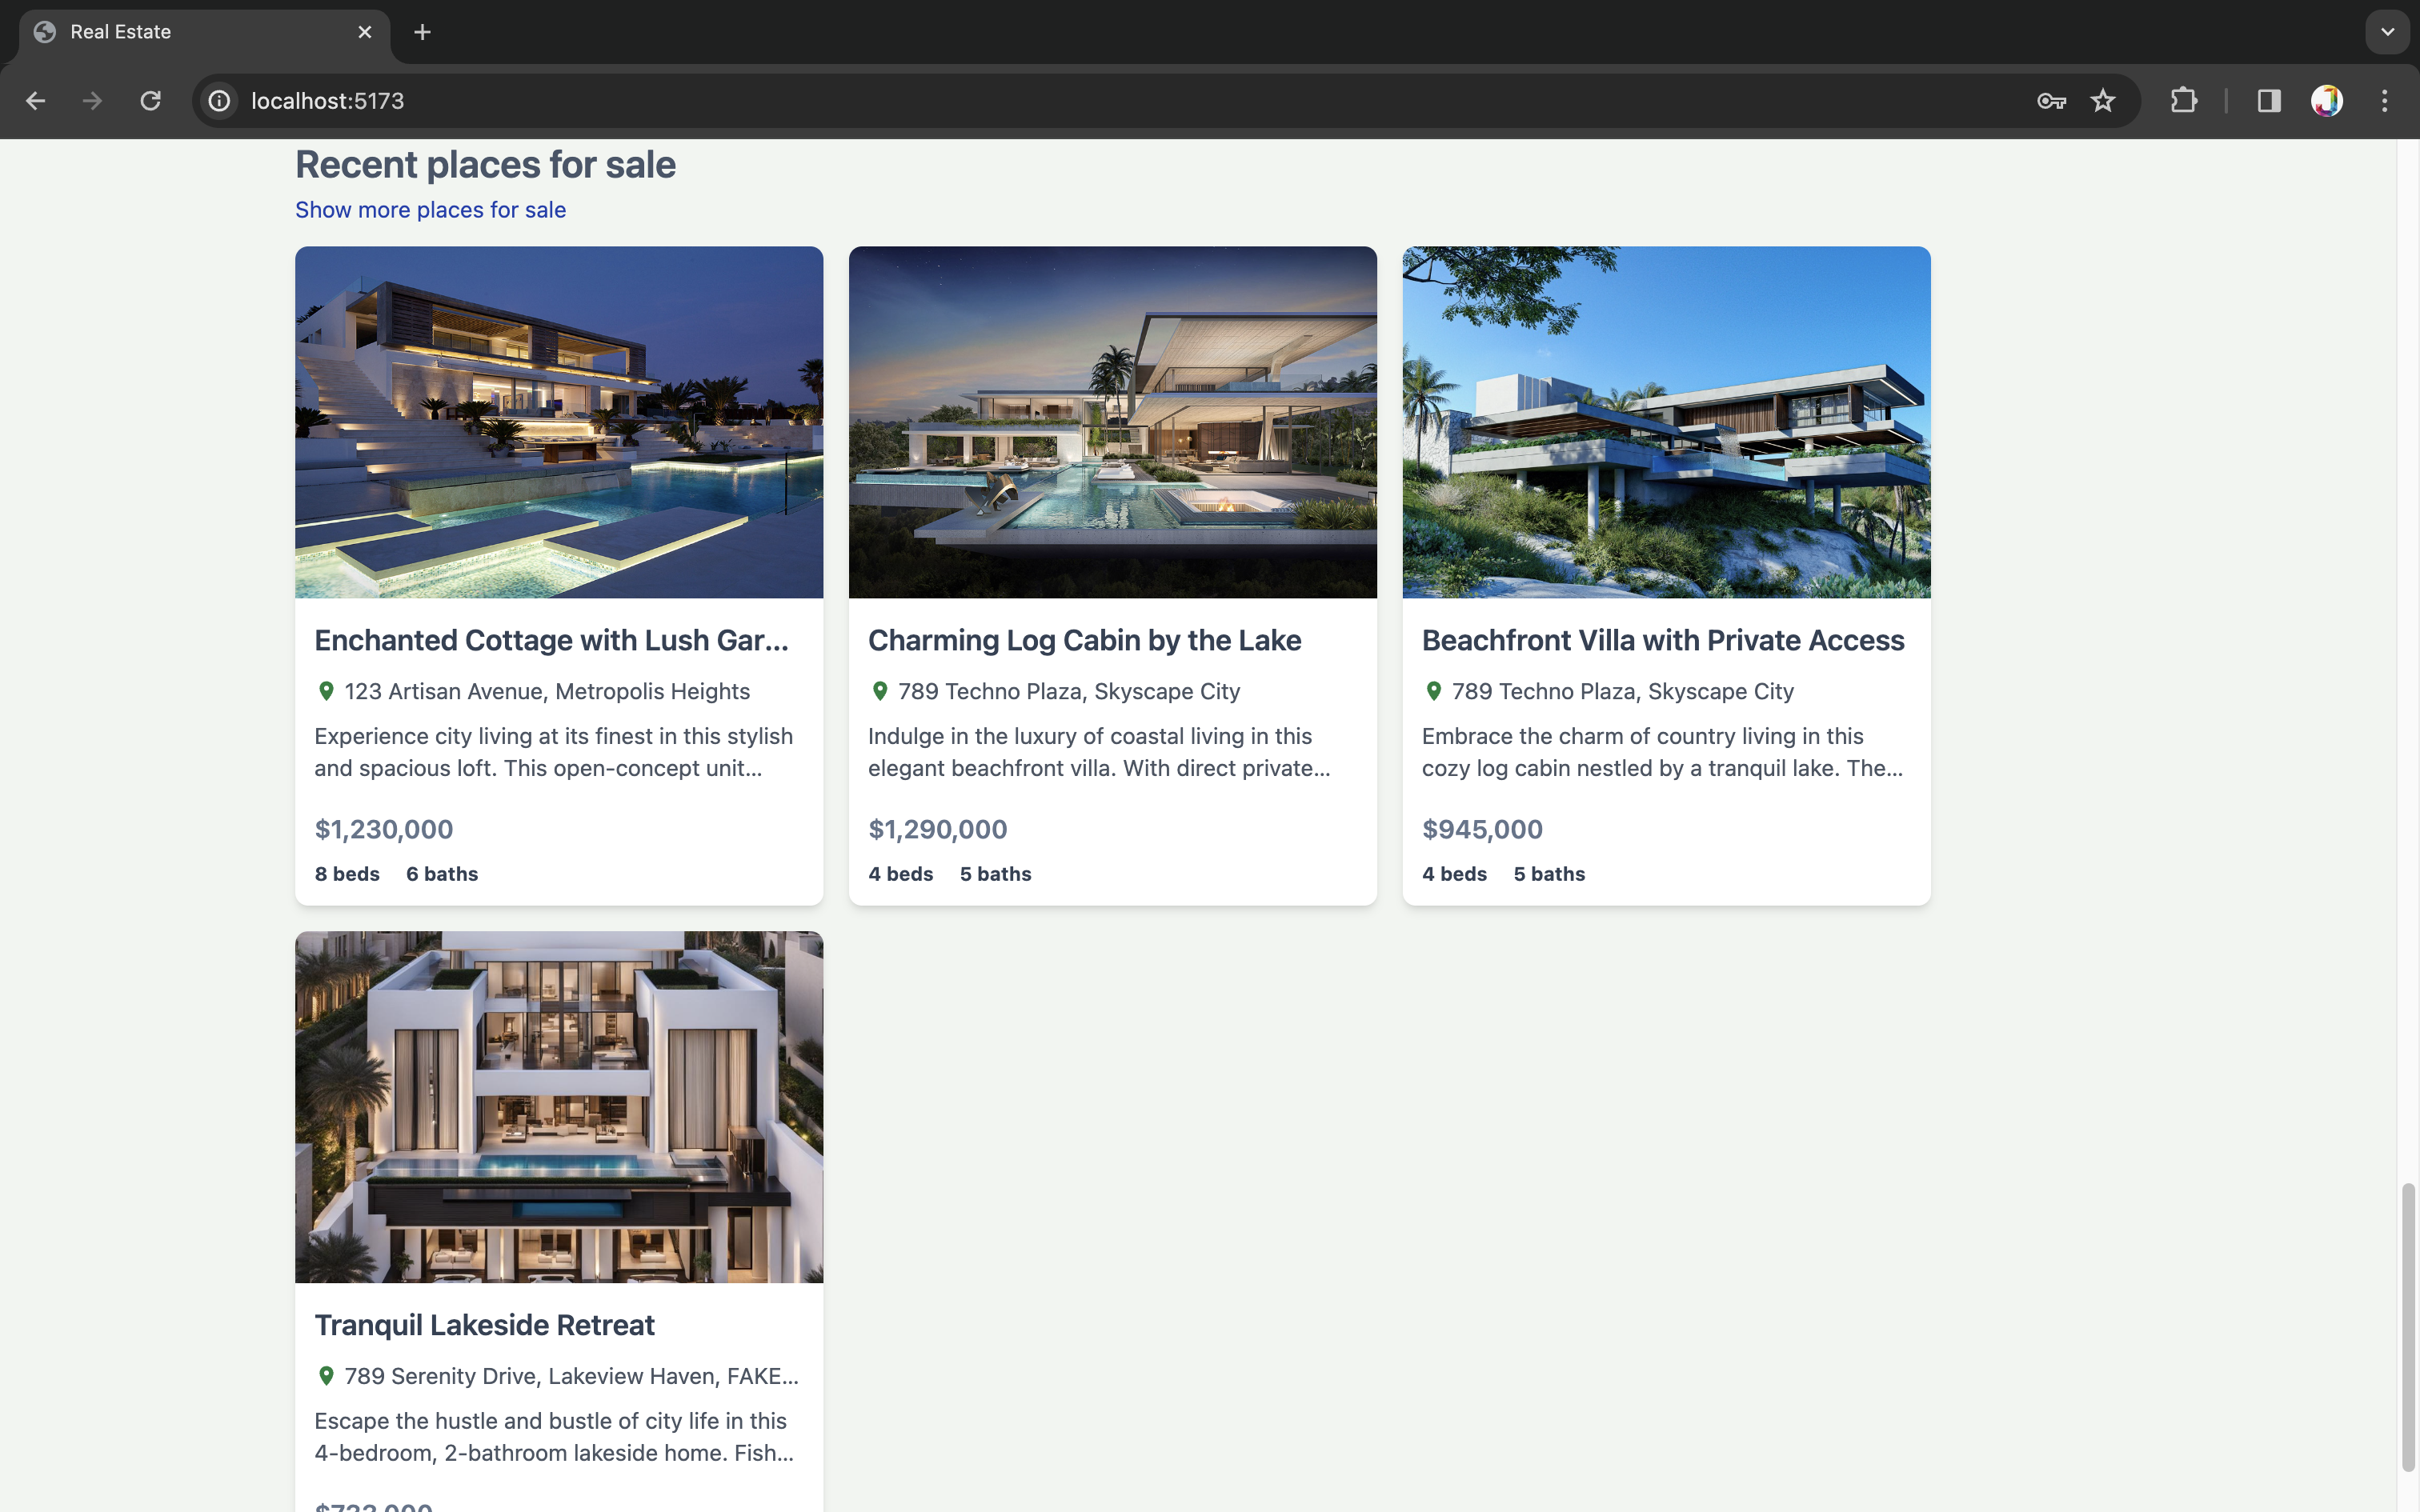 Real Estate
localhost:5173
Recent places for sale
Show more places for sale
Enchanted Cottage with Lush Gar...
123 Artisan Avenue, Metropolis Heights
Experience city living at its finest in this stylish
and spacious loft. This open-concept unit...
$1,230,000
8 beds 6 baths
Charming Log Cabin by the Lake
789 Techno Plaza, Skyscape City
Indulge in the luxury of coastal living in this
elegant beachfront villa. With direct private...
$1,290,000
4 beds 5 baths
Beachfront Villa with Private Access
789 Techno Plaza, Skyscape City
Embrace the charm of country living in this
cozy log cabin nestled by a tranquil lake. The...
$945,000
4 beds 5 baths
Tranquil Lakeside Retreat
789 Serenity Drive, Lakeview Haven, FAKE...
Escape the hustle and bustle of city life in this
4-bedroom, 2-bathroom lakeside home. Fish...